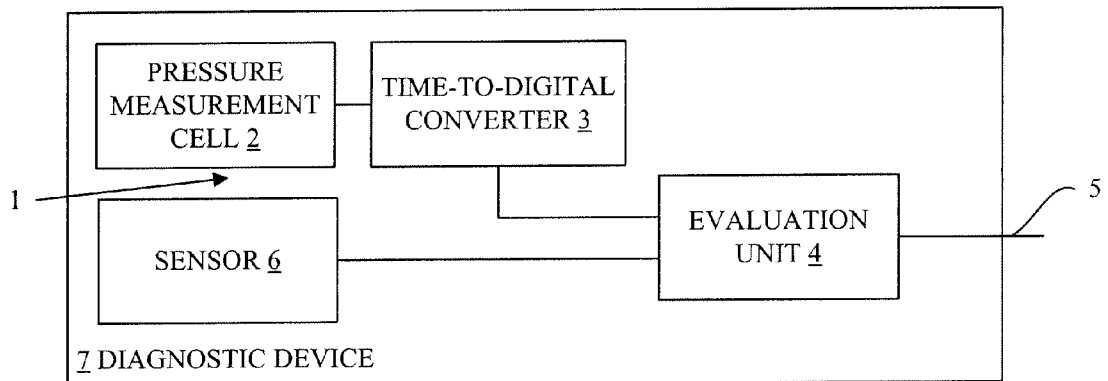 PRESSURE
MEASUREMENT
CELL 2
TIME-TO-DIGITAL
CONVERTER 3
1
5
SENSOR 6
EVALUATION
UNIT 4
7 DIAGNOSTIC DEVICE